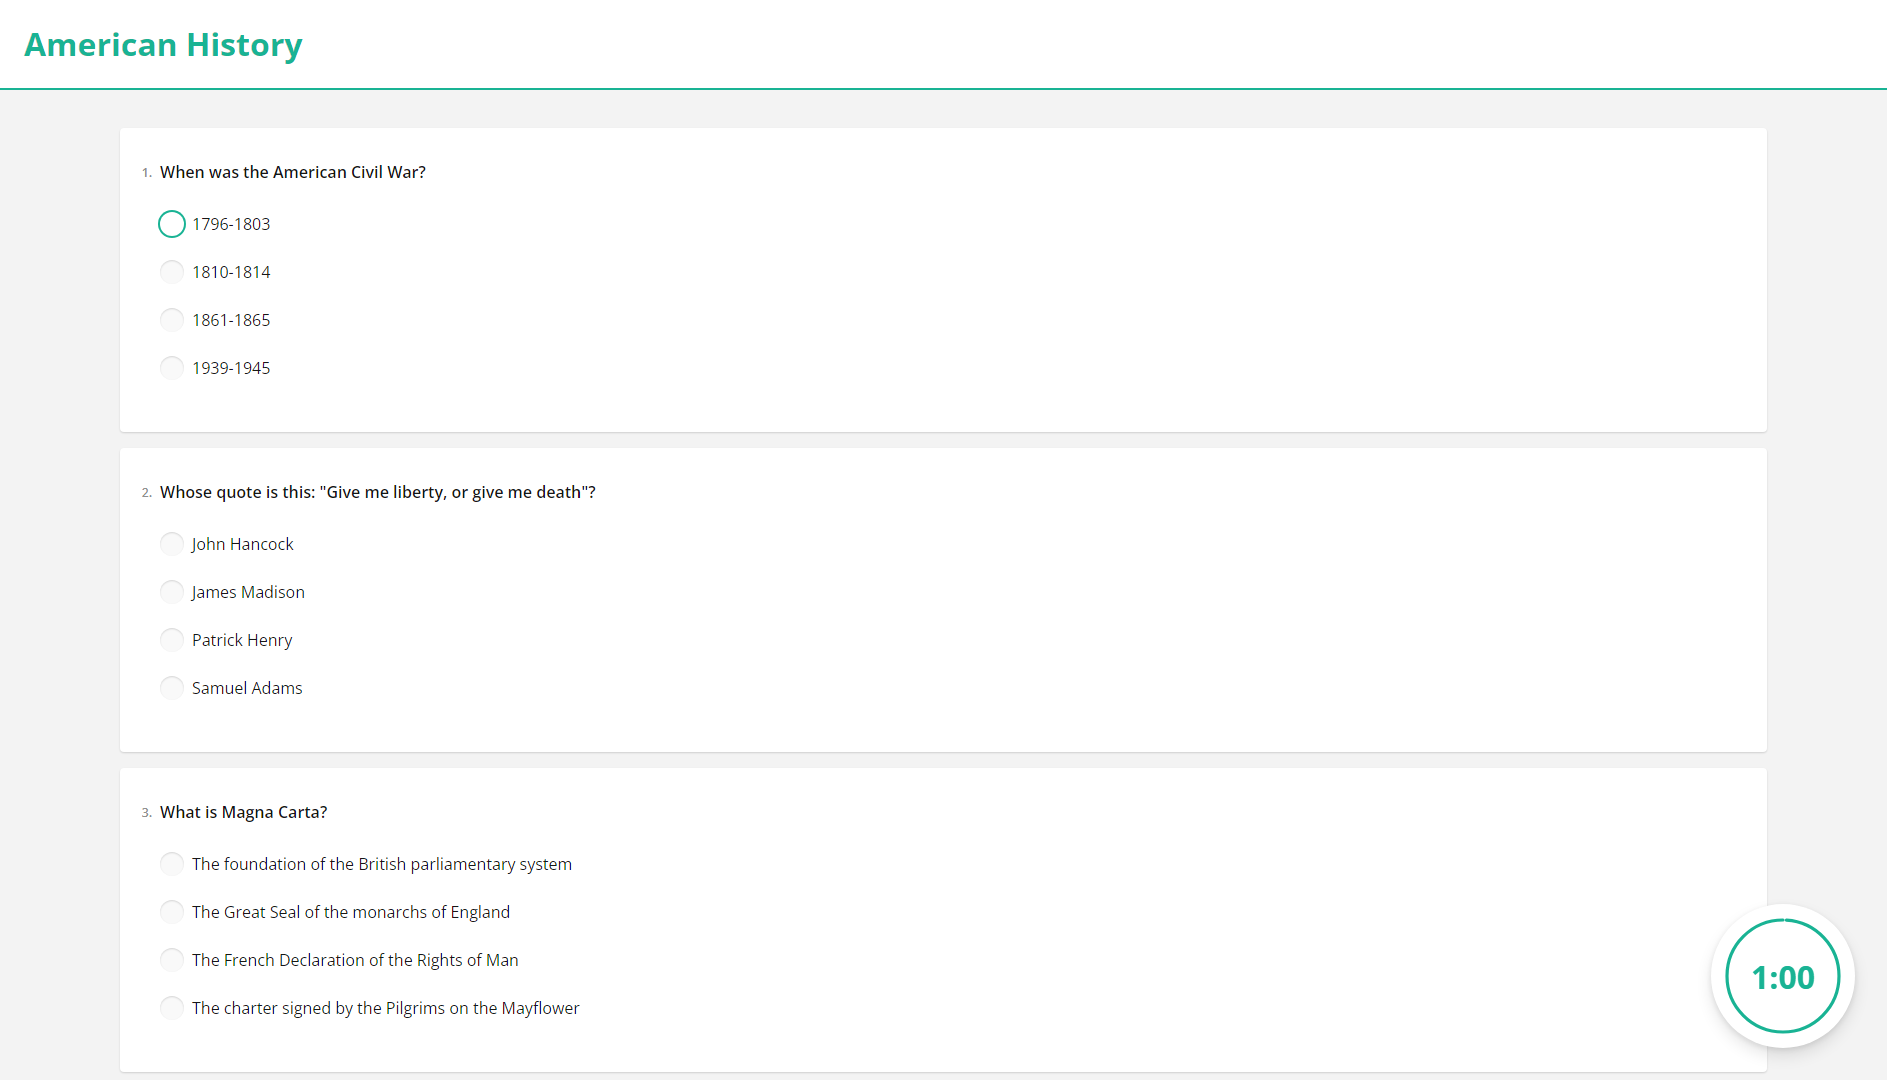 American History
1. When was the American Civil War?
1796-1803
1810-1814
1861-1865
1939-1945
2. Whose quote is this: "Give me liberty, or give me death"?
John Hancock
James Madison
Patrick Henry
Samuel Adams
3. What is Magna Carta?
The foundation of the British parliamentary system
The Great Seal of the monarchs of England
The French Declaration of the Rights of Man
The charter signed by the Pilgrims on the Mayflower
1:00